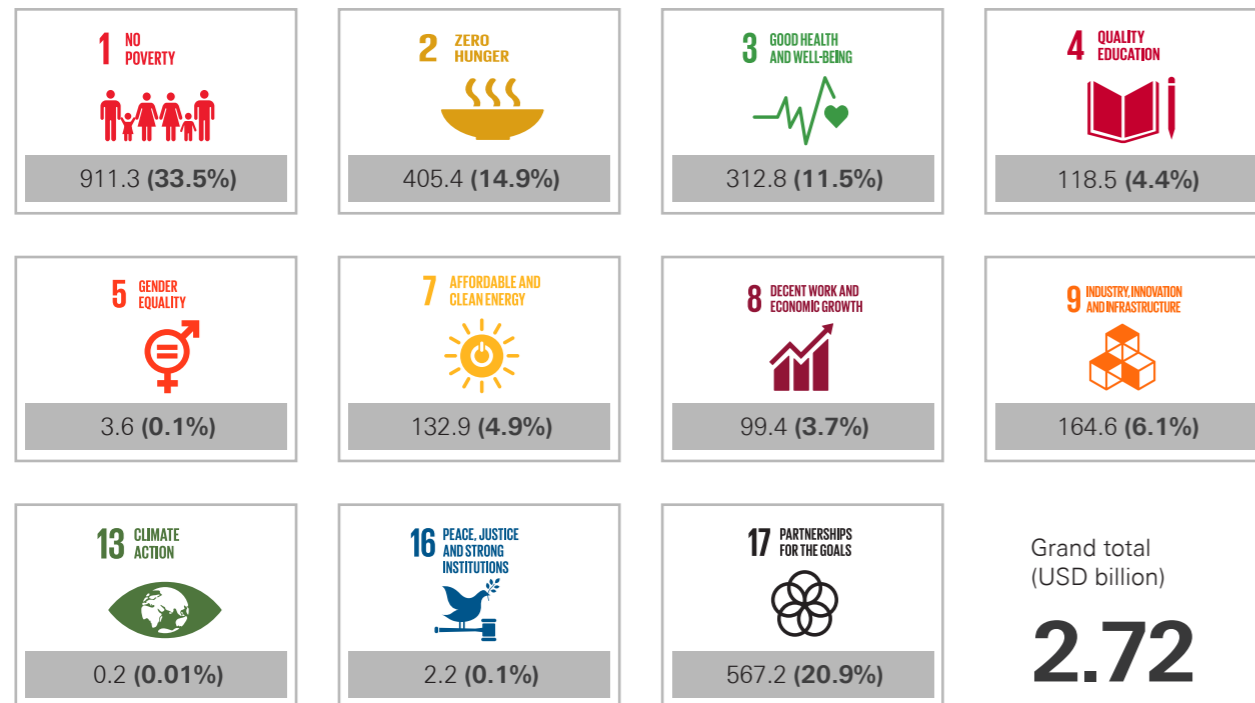 1 NO
POVERTY
911.3 (33.5%)
2 ZERO
HUNGER
405.4 (14.9%)
3 GOOD HEALTH
AND WELL-BEING
312.8 (11.5%)
4 QUALITY
EDUCATION
118.5 (4.4%)
5 GENDER
EQUALITY
3.6 (0.1%)
7 AFFORDABLE AND
CLEAN ENERGY
132.9 (4.9%)
8 DECENT WORK AND
ECONOMIC GROWTH
99.4 (3.7%)
9 INDUSTRY, INNOVATION
AND INFRASTRUCTURE
164.6 (6.1%)
13 CLIMATE
ACTION
0.2 (0.01%)
16 PEACE, JUSTICE
AND STRONG
INSTITUTIONS
2.2 (0.1%)
17 PARTNERSHIPS
FOR THE GOALS
567.2 (20.9%)
Grand total
(USD billion)
2.72